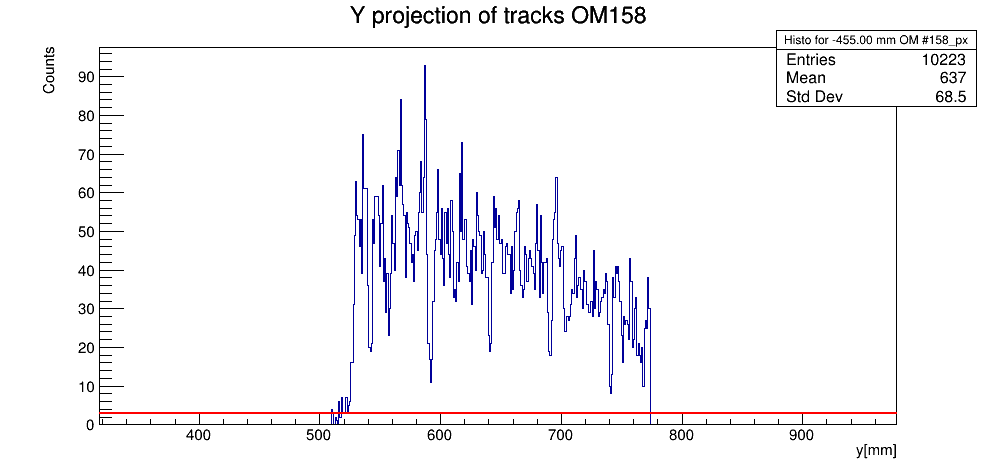 Y projection of tracks OM158
Histo for -455.00 mm OM #158_px
Entries 10223
Mean 637
Std Dev 68.5
Counts
90
80
70
60
50
40
30
20
10
0
400 500 600 700 800 900
y[mm]